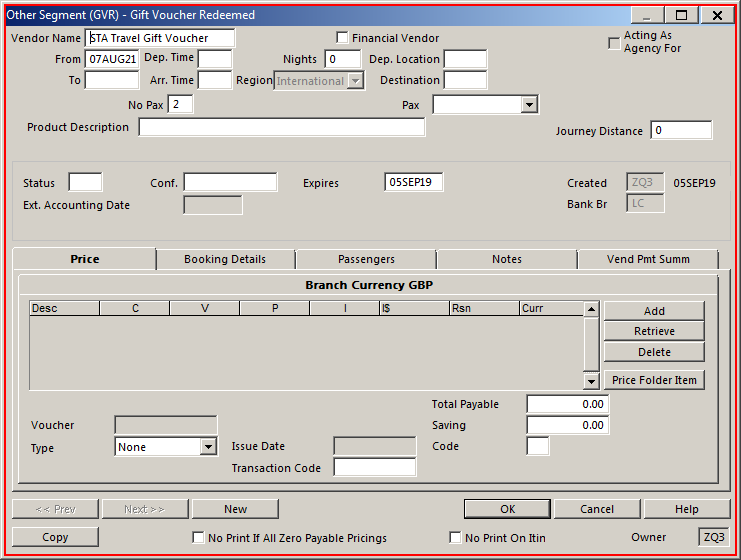 Other Segment (GVR) - Gift Voucher Redeemed
Vendor Name STA Travel Gift Voucher Financial Vendor Acting As
Agency For
From 07AUG21 Dep. Time Nights 0 Dep. Location
To Arr. Time Region International Destination
No Pax 2 Pax
Product Description Journey Distance 0
Status Conf. Expires 05SEP19 Created ZQ3 05SEP19
Ext. Accounting Date Bank Br LC
Price Booking Details Passengers Notes Vend Pmt Summ
Branch Currency GBP
Desc C V P I I$ Rsn Curr
Add
Retrieve
Delete
Price Folder Item
Total Payable 0.00
Voucher Saving 0.00
Type None Issue Date Code
Transaction Code
<< Prev Next >> New OK Cancel Help
Copy No Print If All Zero Payable Pricings No Print On Itin Owner ZQ3